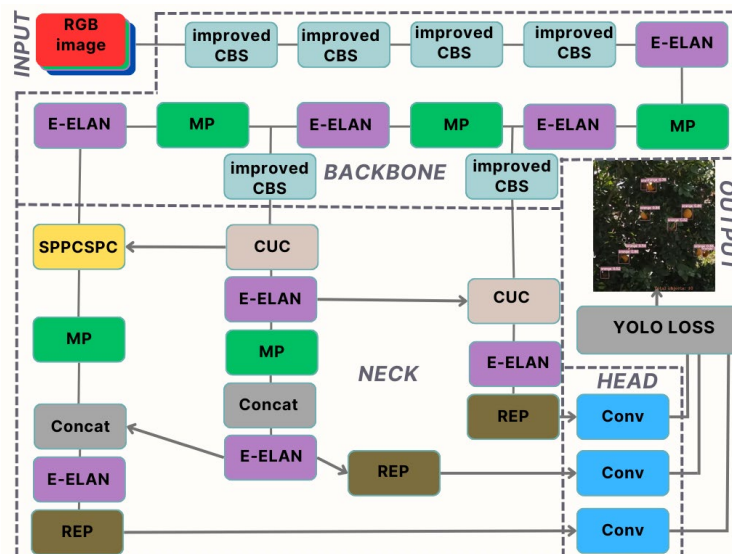 INPUT
RGB
image
improved
CBS
improved
CBS
improved
CBS
improved
CBS
E-ELAN
E-ELAN
MP
E-ELAN
MP
E-ELAN
MP
improved
CBS
BACKBONE
improved
CBS
OUTPUT
SPPCSPC
CUC
E-ELAN
CUC
YOLO LOSS
MP
MP
NECK
E-ELAN
HEAD
Concat
Concat
REP
Conv
E-ELAN
E-ELAN
REP
Conv
REP
Conv